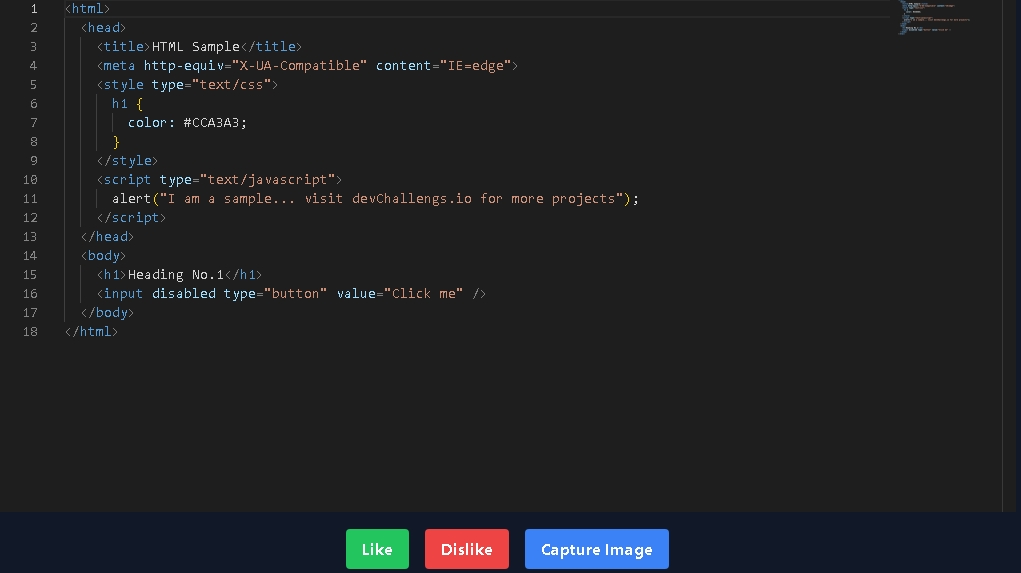 1 <html>
2 <head>
3 <title>HTML Sample</title>
4 <meta http-equiv="X-UA-Compatible" content="IE=edge">
5 <style type="text/css">
6 h1 {
7 color: #CCA3A3;
8 }
9 </style>
10 <script type="text/javascript">
11 alert("I am a sample... visit devChallengs.io for more projects");
12 </script>
13 </head>
14 <body>
15 <h1>Heading No.1</h1>
16 <input disabled type="button" value="Click me" />
17 </body>
18 </html>
Like Dislike Capture Image